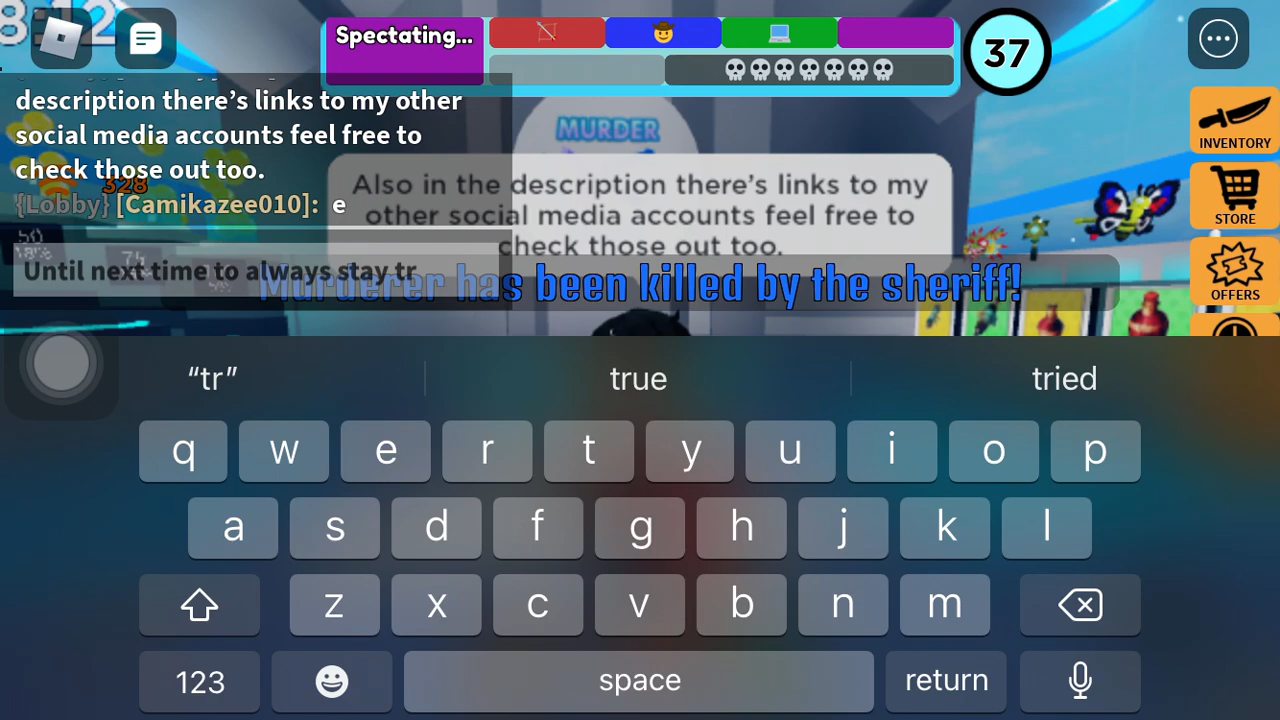 8:12
Spectating...
37
description there's links to my other
social media accounts feel free to
check those out too.
328
{Lobby} [Camikazee010]: e
Until next time to always stay tr
MURDER
Also in the description there's links to my
other social media accounts feel free to
check those out too.
Murderer has been killed by the sheriff!
INVENTORY
STORE
OFFERS
“tr”
true
tried
q w e r t y u i o p
a s d f g h j k l
z x c v b n m
123
space
return